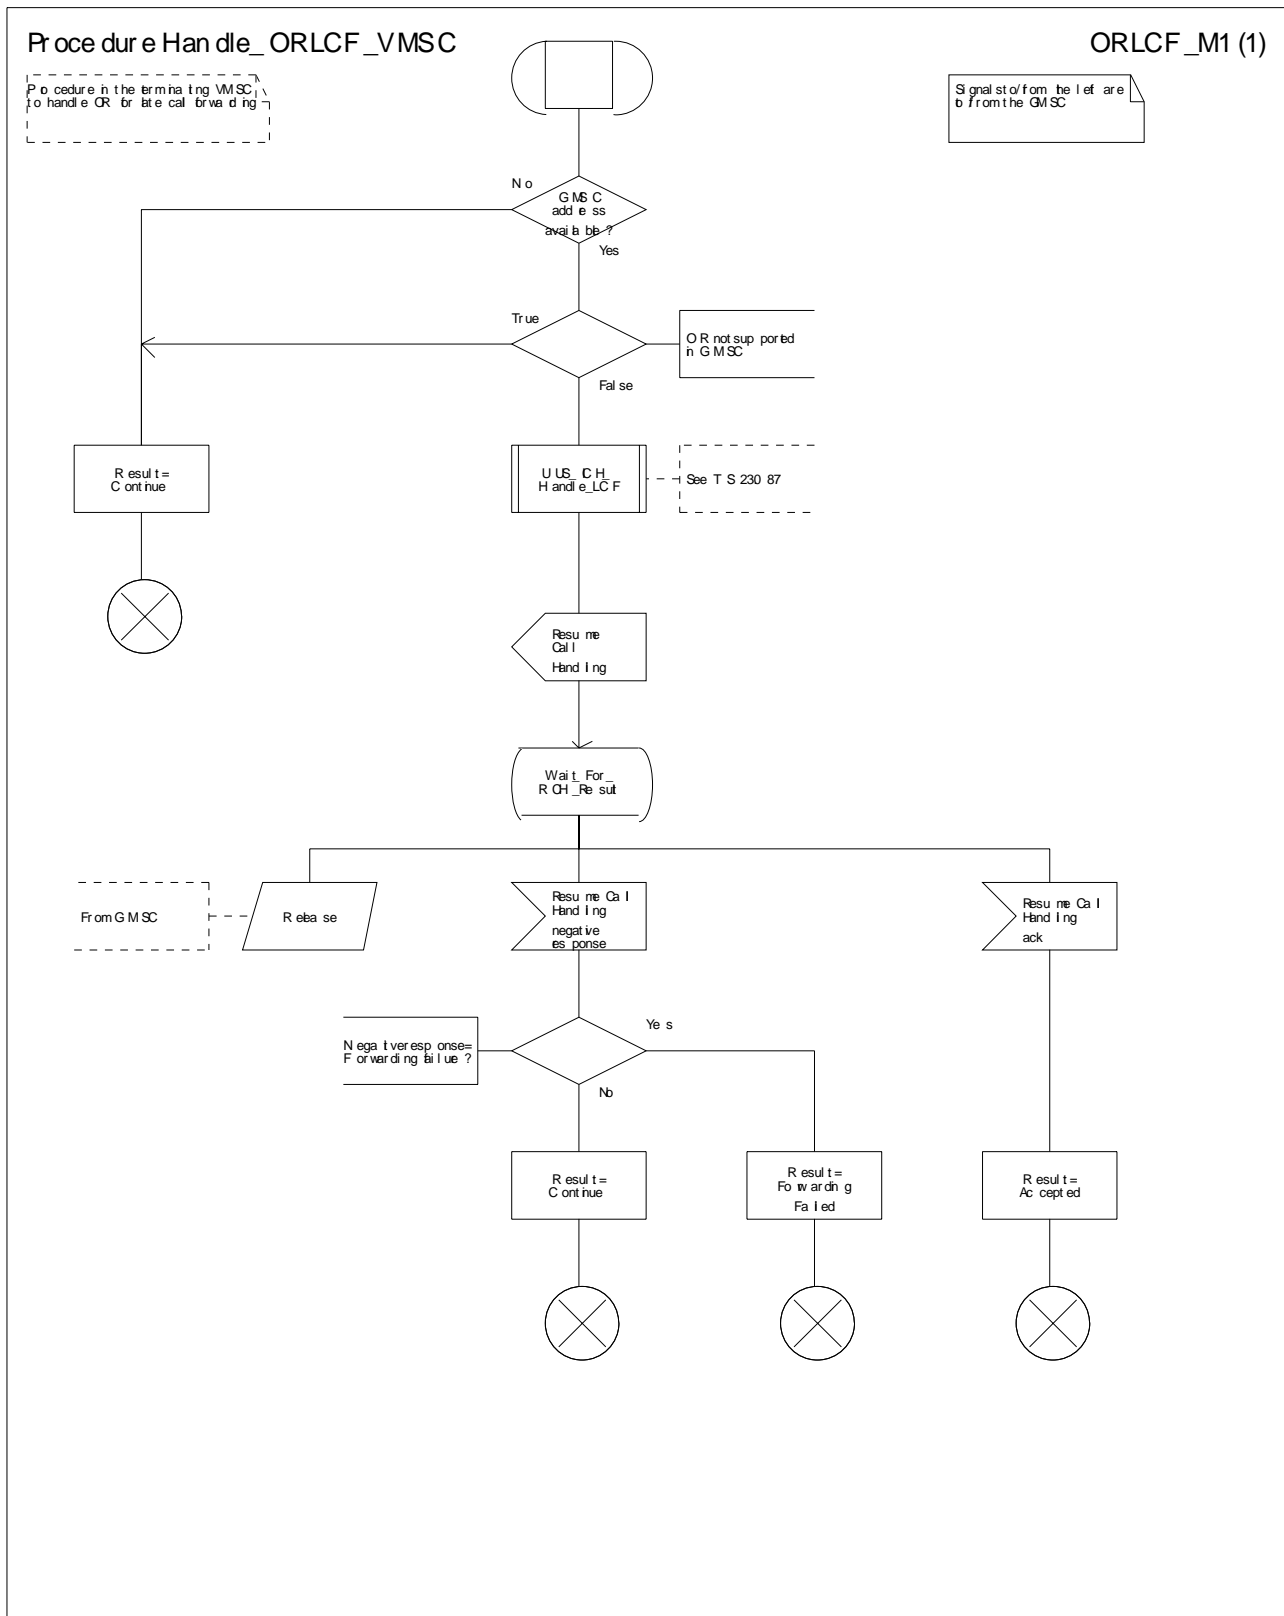 Procedure Handle_ORLCF_VMSC
ORLCF_M1 (1)
Procedure in the terminating VMSC
to handle OR for late call forwarding
Signals to/from the left are
to/from the GMSC
No
GMSC
address
available ?
Yes
True
OR not supported
in GMSC
False
Result=
Continue
UUS_ICH_
Handle_LCF
See TS 23087
Resume
Call
Handling
Wait_For_
RCH_Result
From GMSC
Release
Resume Call
Handling
negative
response
Resume Call
Handling
ack
Negative response=
Forwarding failure ?
Yes
No
Result=
Continue
Result=
Forwarding
Failed
Result=
Accepted